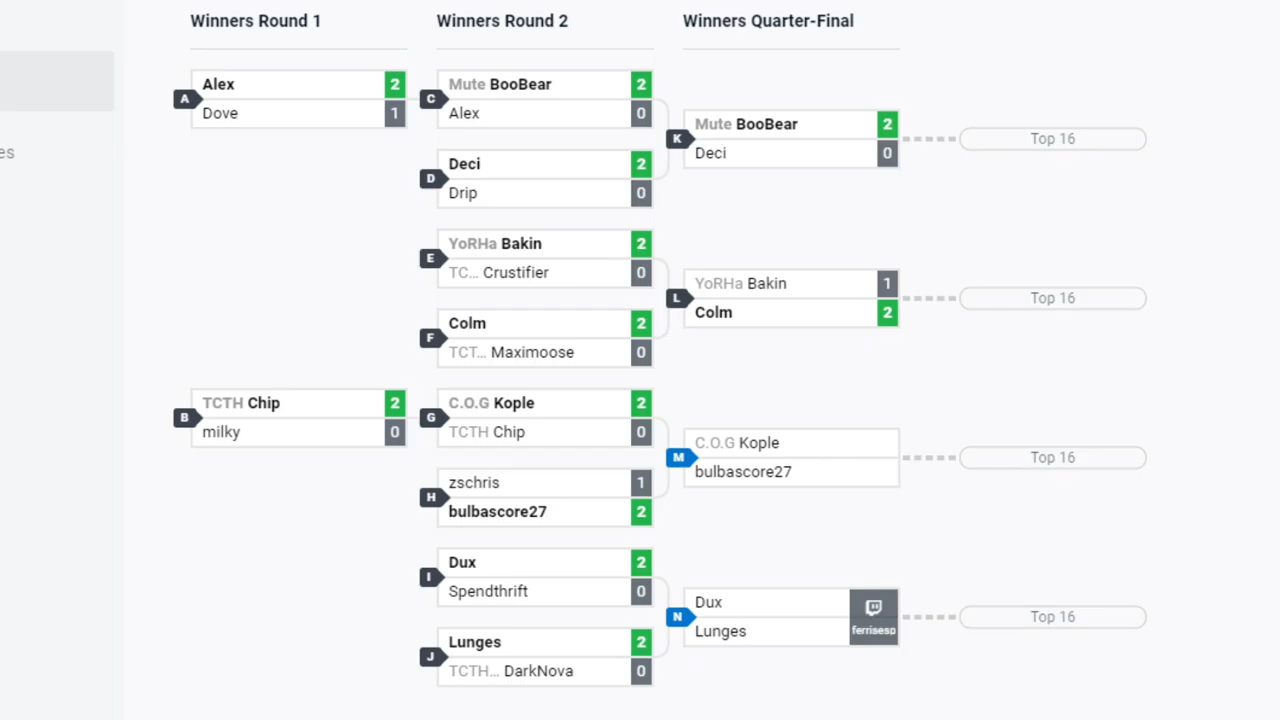 Winners Round 1
Winners Round 2
Winners Quarter-Final
es
A
Alex 2
Dove 1
C
Mute BooBear 2
Alex 0
D
Deci 2
Drip 0
E
YoRHa Bakin 2
TC... Crustifier 0
F
Colm 2
TCT... Maximoose 0
B
TCTH Chip 2
milky 0
G
C.O.G Kople 2
TCTH Chip 0
H
zschris 1
bulbascore27 2
I
Dux 2
Spendthrift 0
J
Lunges 2
TCTH... DarkNova 0
K
Mute BooBear 2
Deci 0
Top 16
L
YoRHa Bakin 1
Colm 2
Top 16
M
C.O.G Kople
bulbascore27
Top 16
N
Dux
Lunges
ferrisesp
Top 16